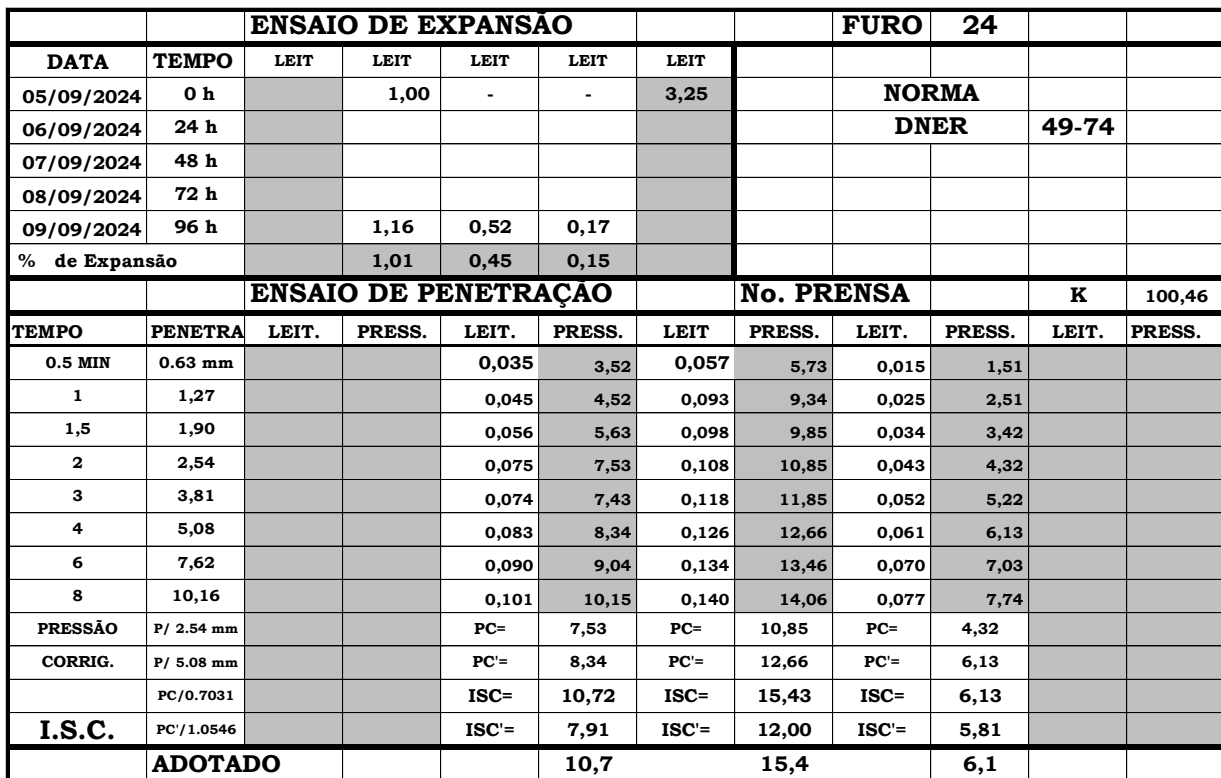 ENSAIO DE EXPANSÃO FURO 24
DATA TEMPO LEIT LEIT LEIT LEIT LEIT
05/09/2024 0 h 1,00 - - 3,25 NORMA
06/09/2024 24 h DNER 49-74
07/09/2024 48 h
08/09/2024 72 h
09/09/2024 96 h 1,16 0,52 0,17
% de Expansão 1,01 0,45 0,15
ENSAIO DE PENETRAÇÃO No. PRENSA K 100,46
TEMPO PENETRA LEIT. PRESS. LEIT. PRESS. LEIT PRESS. LEIT. PRESS. LEIT. PRESS.
0.5 MIN 0.63 mm 0,035 3,52 0,057 5,73 0,015 1,51
1 1,27 0,045 4,52 0,093 9,34 0,025 2,51
1,5 1,90 0,056 5,63 0,098 9,85 0,034 3,42
2 2,54 0,075 7,53 0,108 10,85 0,043 4,32
3 3,81 0,074 7,43 0,118 11,85 0,052 5,22
4 5,08 0,083 8,34 0,126 12,66 0,061 6,13
6 7,62 0,090 9,04 0,134 13,46 0,070 7,03
8 10,16 0,101 10,15 0,140 14,06 0,077 7,74
PRESSÃO P/ 2.54 mm PC= 7,53 PC= 10,85 PC= 4,32
CORRIG. P/ 5.08 mm PC'= 8,34 PC'= 12,66 PC'= 6,13
PC/0.7031 ISC= 10,72 ISC= 15,43 ISC= 6,13
I.S.C. PC'/1.0546 ISC'= 7,91 ISC'= 12,00 ISC'= 5,81
ADOTADO 10,7 15,4 6,1